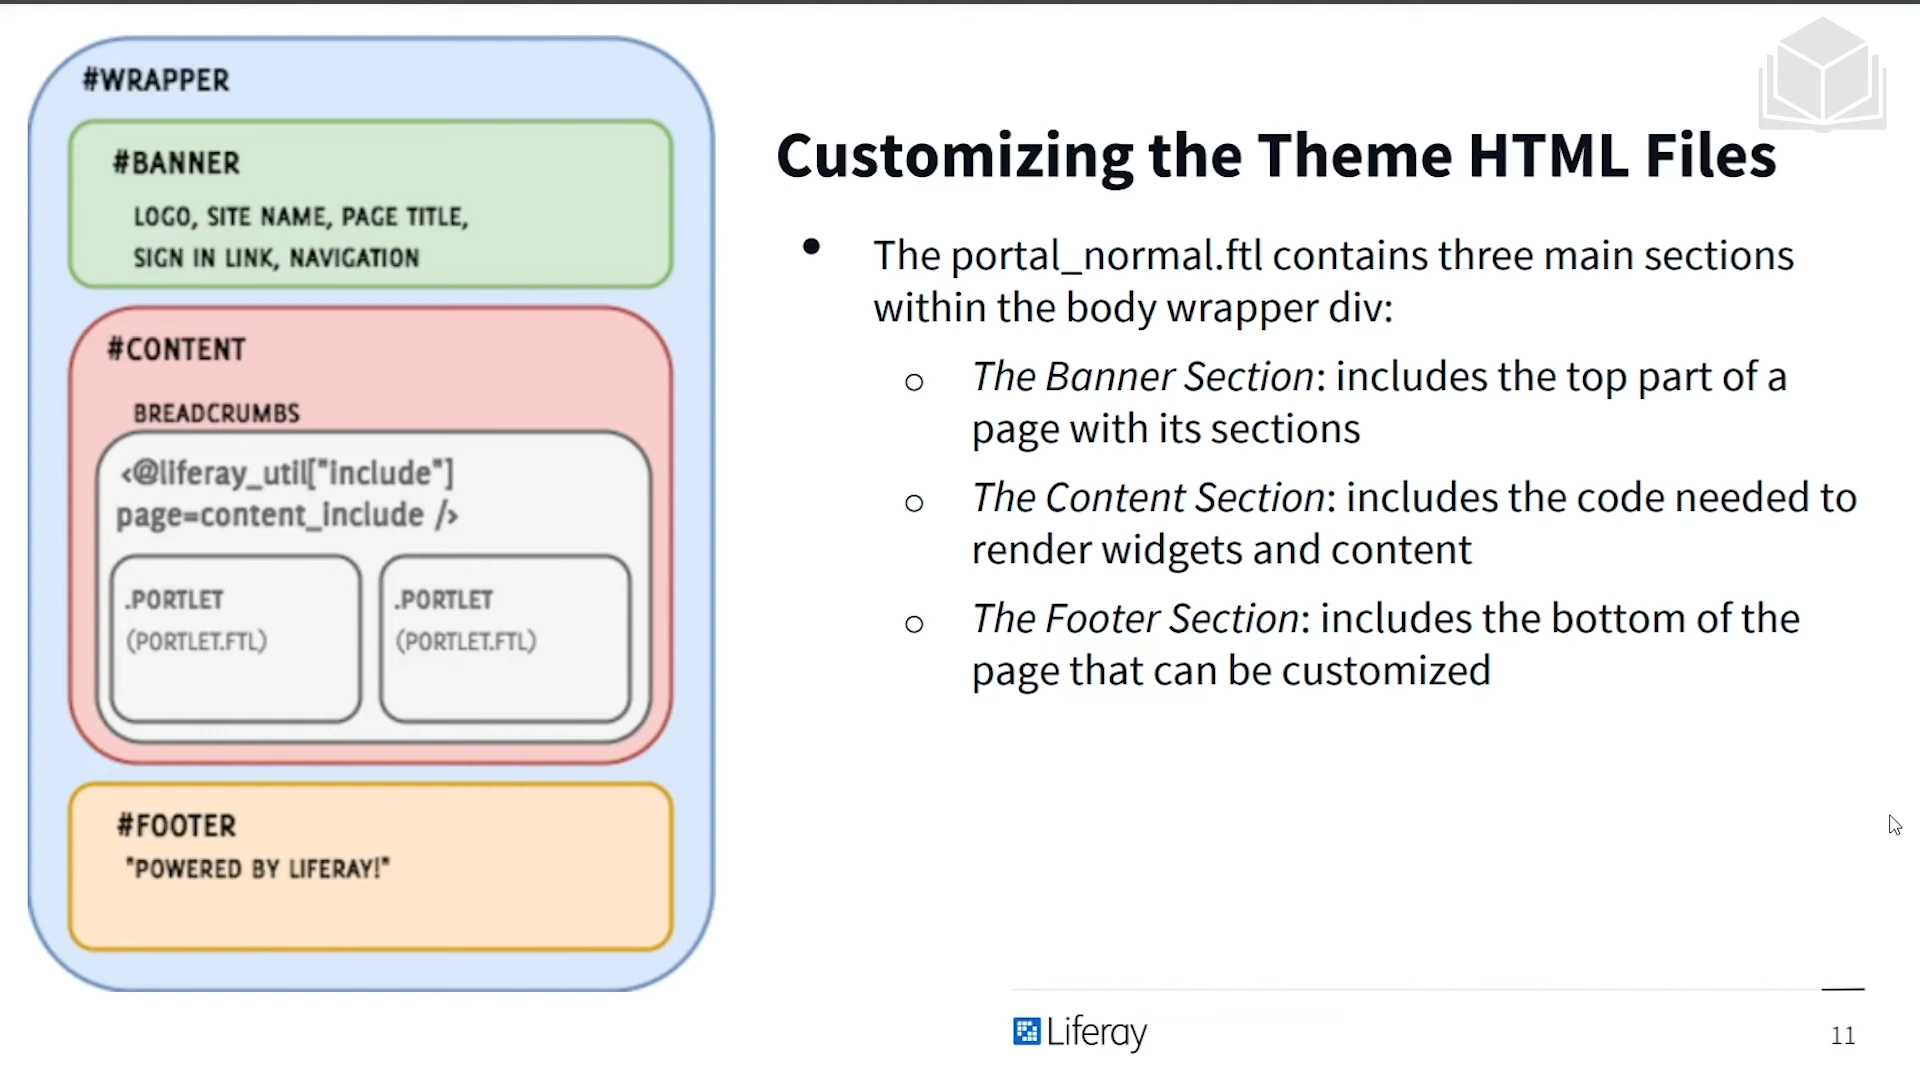 #WRAPPER
#BANNER
LOGO, SITE NAME, PAGE TITLE,
SIGN IN LINK, NAVIGATION
#CONTENT
BREADCRUMBS
<@liferay_util["include"]
page=content_include />
.PORTLET
(PORTLET.FTL)
.PORTLET
(PORTLET.FTL)
#FOOTER
"POWERED BY LIFERAY!"
Customizing the Theme HTML Files
• The portal_normal.ftl contains three main sections
within the body wrapper div:
○ The Banner Section: includes the top part of a
page with its sections
○ The Content Section: includes the code needed to
render widgets and content
○ The Footer Section: includes the bottom of the
page that can be customized
Liferay
11